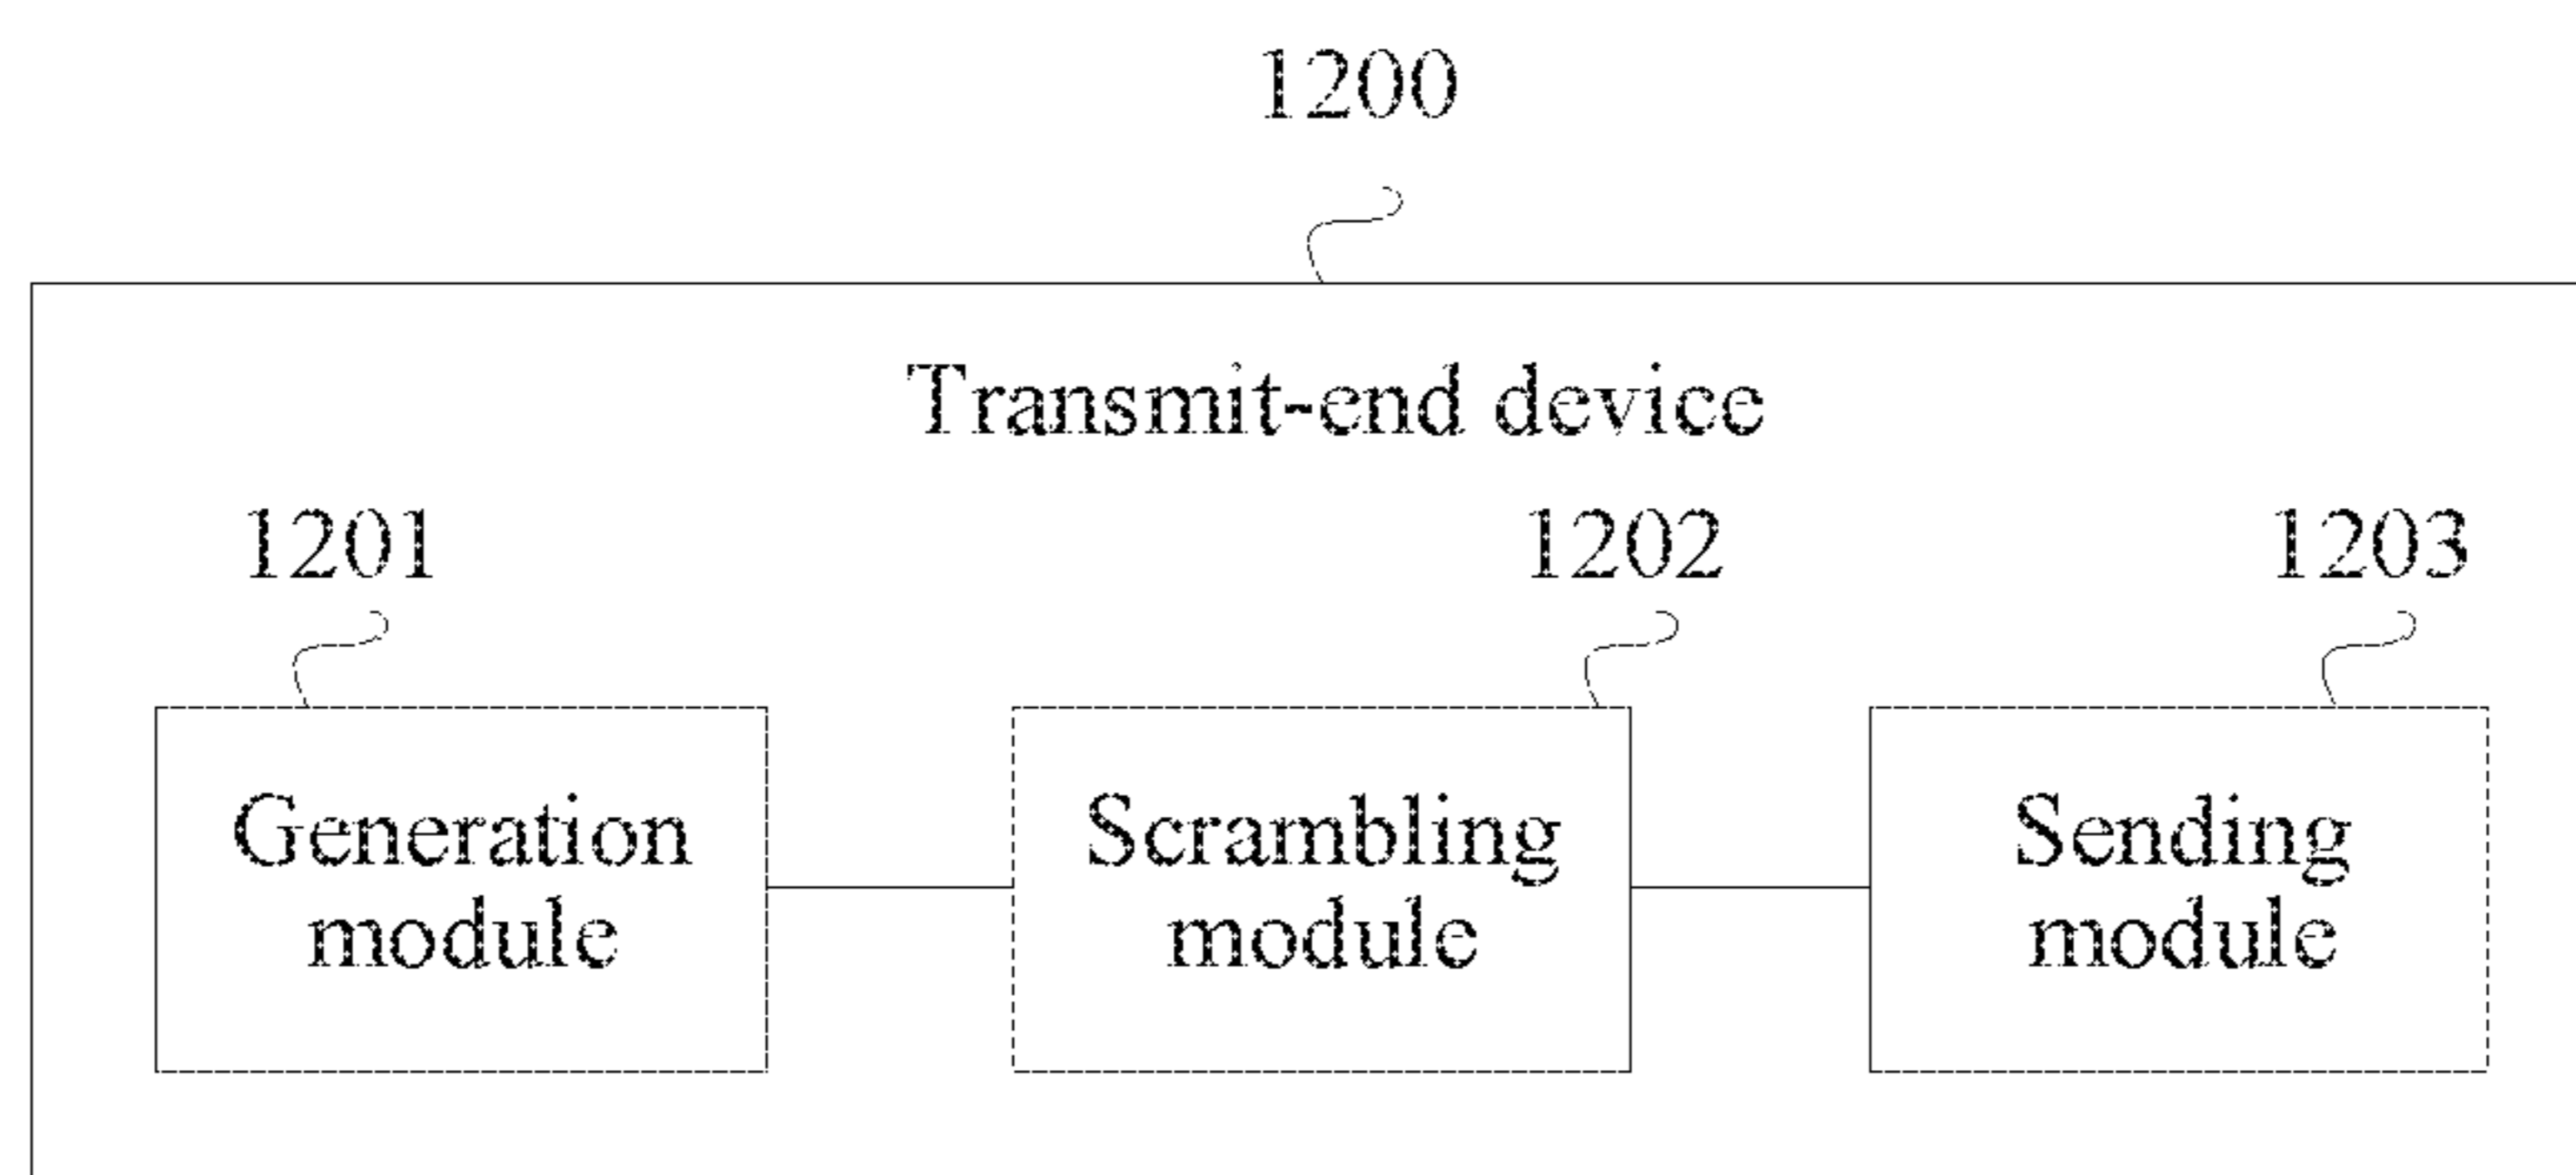 1200
Transmit-end device
1201
1202
1203
Generation
module
Scrambling
module
Sending
module